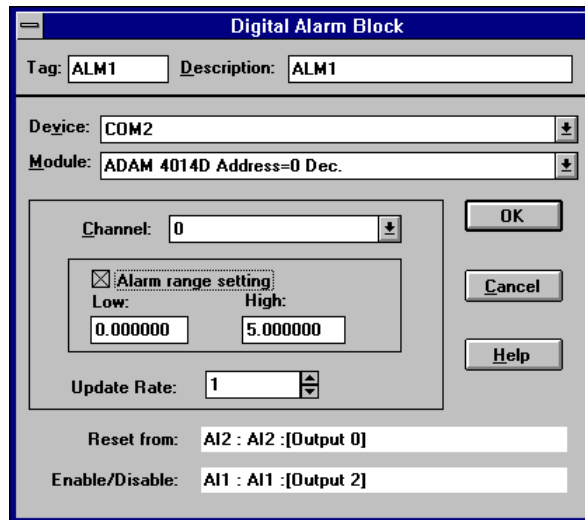 Digital Alarm Block
Tag: ALM1 Description: ALM1
Device: COM2
Module: ADAM 4014D Address=0 Dec.
Channel: 0
OK
Alarm range setting
Low: High:
0.000000 5.000000
Cancel
Update Rate: 1
Help
Reset from: AI2 : AI2 :[Output 0]
Enable/Disable: AI1 : AI1 :[Output 2]